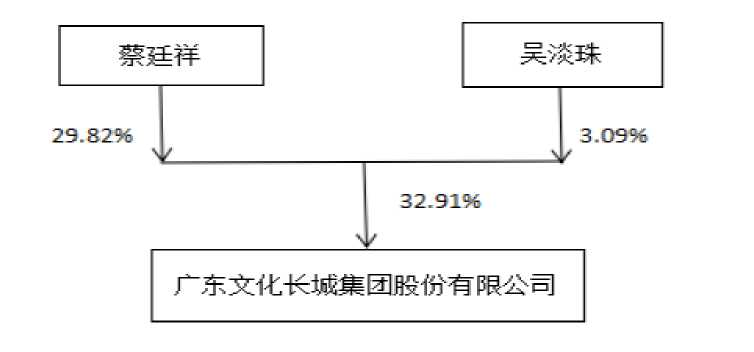 蔡廷祥
吴淡珠
29.82%
3.09%
32.91%
广东文化长城集团股份有限公司